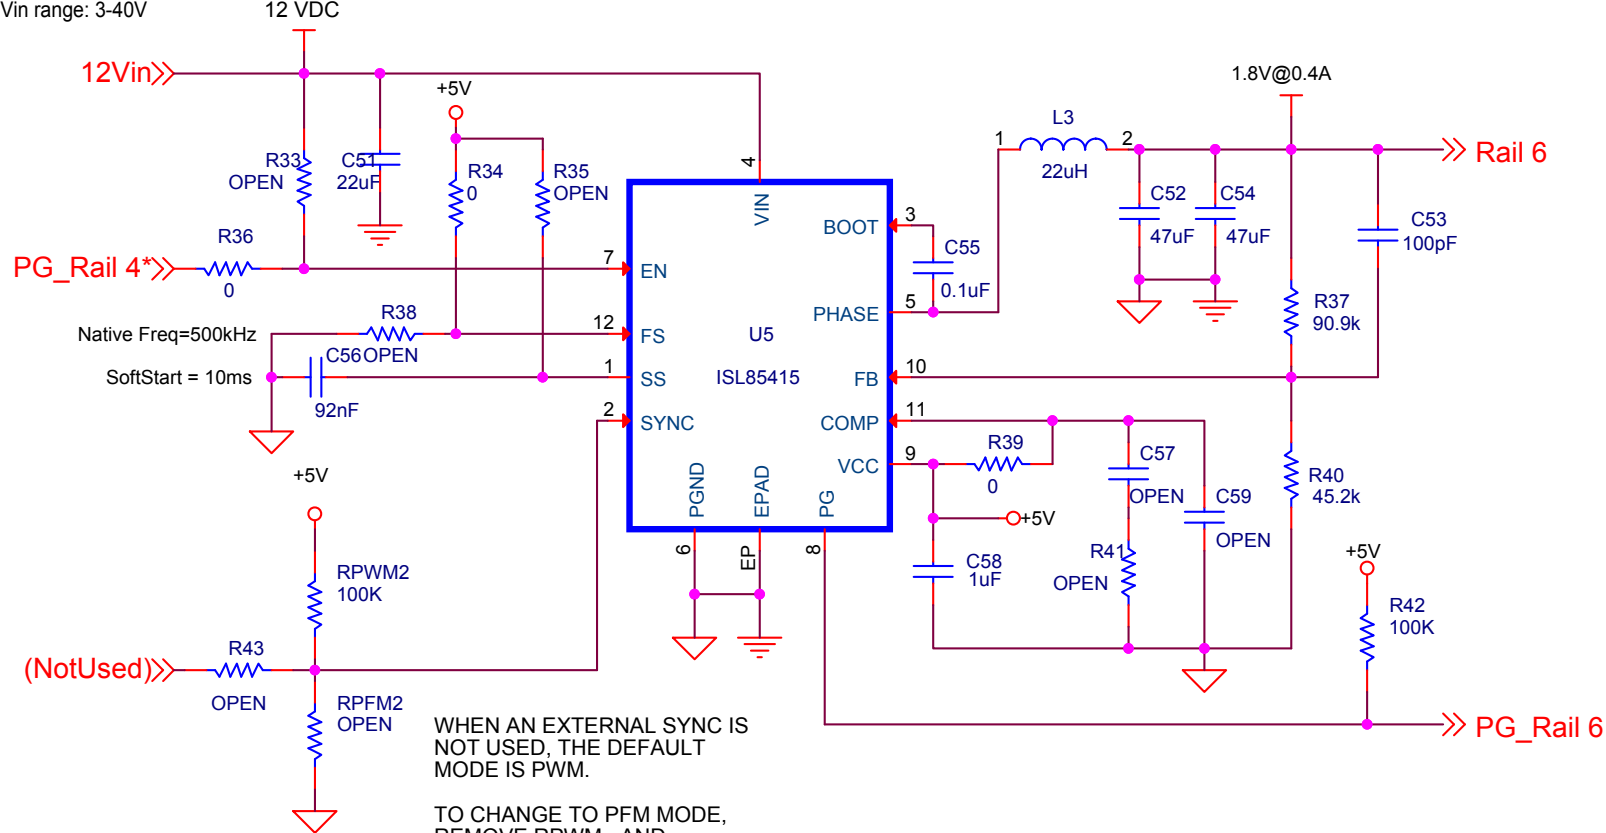 Vin range: 3-40V
12 VDC
12Vin
+5V
1.8V@0.4A
L3
1
2
22uH
Rail 6
R33
OPEN
C51
22uF
R34
0
R35
OPEN
4
VIN
C52
47uF
C54
47uF
C53
100pF
BOOT
3
C55
0.1uF
R36
0
PG_Rail 4*
7
EN
PHASE
5
R37
90.9k
Native Freq=500kHz
R38
OPEN
12
FS
U5
ISL85415
C56
92nF
SoftStart = 10ms
1
SS
FB
10
2
SYNC
COMP
11
VCC
9
R39
0
C57
OPEN
C59
OPEN
R40
45.2k
PGND
EPAD
PG
6
EP
8
+5V
C58
1uF
R41
OPEN
+5V
+5V
R42
100K
RPWM2
100K
(NotUsed)
R43
OPEN
RPFM2
OPEN
PG_Rail 6
WHEN AN EXTERNAL SYNC IS
NOT USED, THE DEFAULT
MODE IS PWM.
TO CHANGE TO PFM MODE,